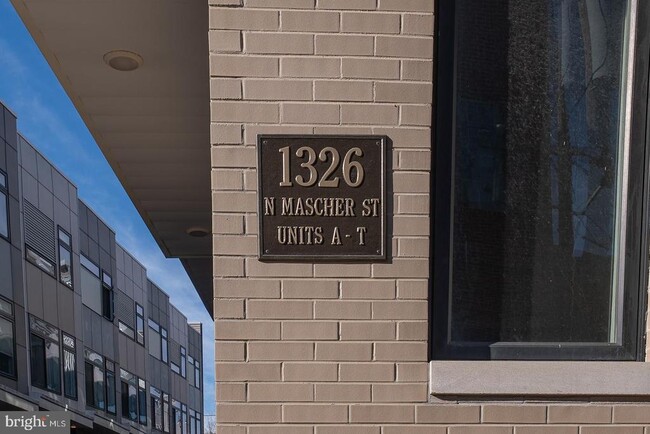 1326
N MASCHER ST
UNITS A - T
bright MLS